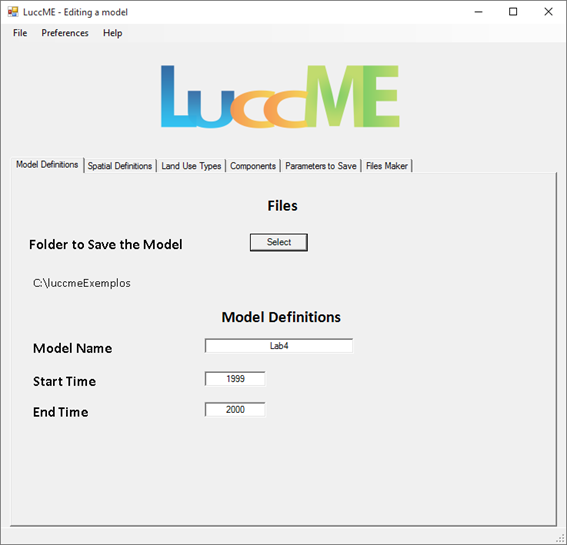 LuccME - Editing a model
File Preferences Help
LuccME
Model Definitions Spatial Definitions Land Use Types Components Parameters to Save Files Maker
Files
Folder to Save the Model Select
C:\luccmeExemplos
Model Definitions
Model Name Lab4
Start Time 1999
End Time 2000